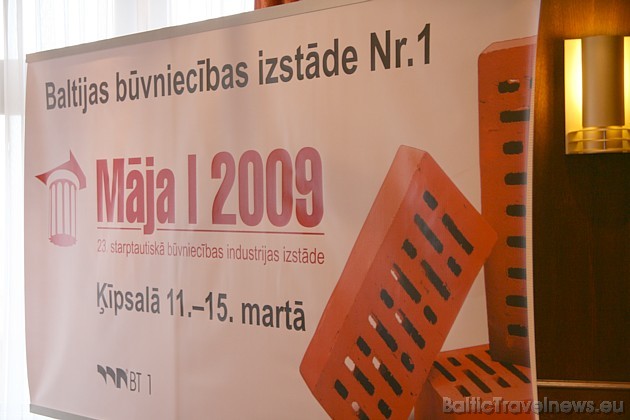 Baltijas būvniecības izstāde Nr.1
Māja I 2009
23. starptautiskā būvniecības industrijas izstāde
Ķīpsalā 11.–15. martā
BT 1
BalticTravelnews.eu